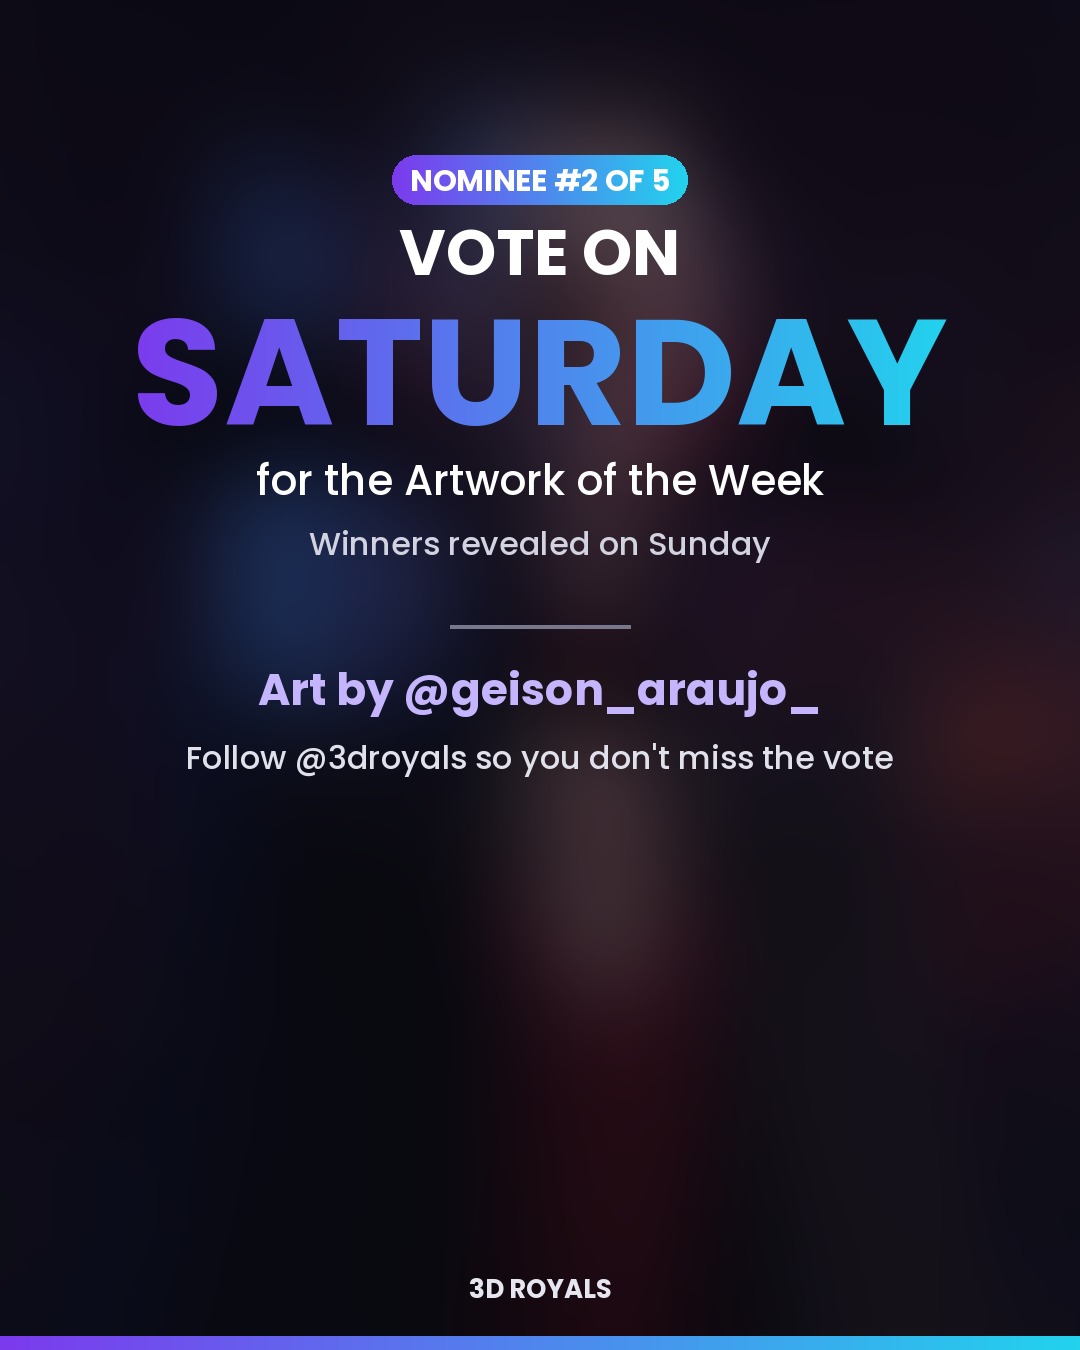 NOMINEE #2 OF 5
VOTE ON
SATURDAY
for the Artwork of the Week
Winners revealed on Sunday
Art by @geison_araujo_
Follow @3droyals so you don't miss the vote
3D ROYALS